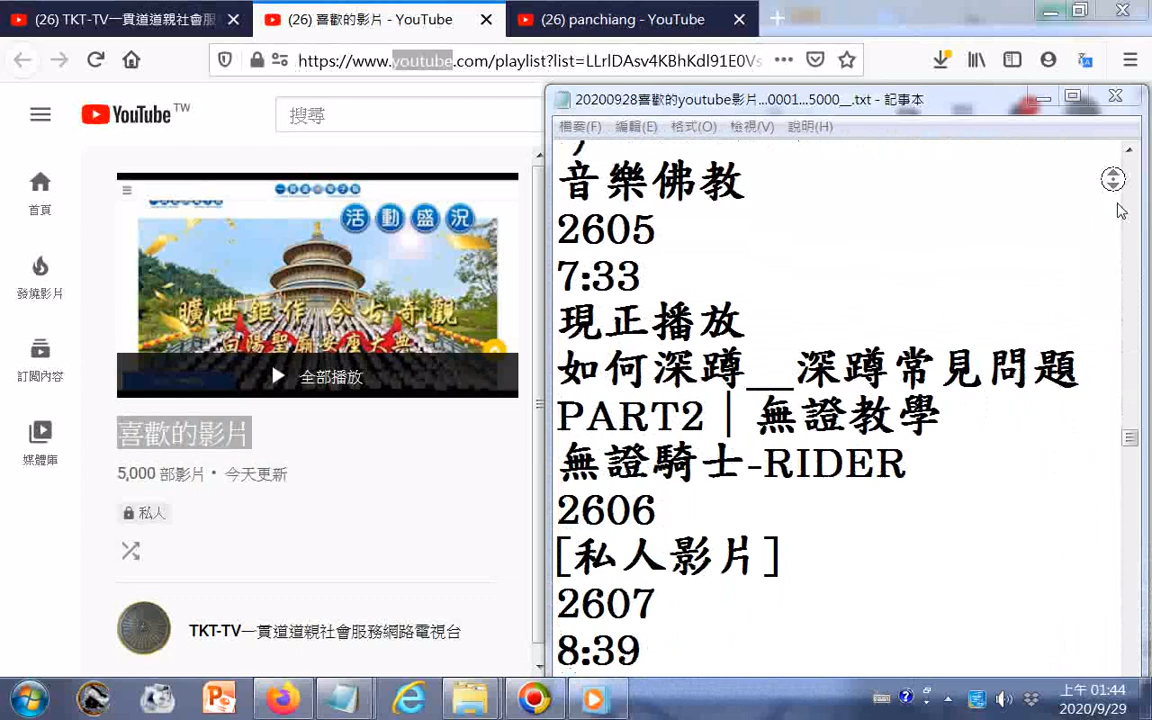 (26) TKT-TV一貫道道親社會服
(26) 喜歡的影片 - YouTube
(26) panchiang - YouTube
https://www.youtube.com/playlist?list=LLrlDAsv4KBhKdl91E0Vs
YouTube TW
搜尋
首頁
發燒影片
訂閱內容
媒體庫
活動盛況
曠世鉅作 今古奇觀
白陽聖廟安座大典
全部播放
喜歡的影片
5,000 部影片・ 今天更新
私人
TKT-TV一貫道道親社會服務網路電視台
20200928喜歡的youtube影片...0001...5000__.txt - 記事本
檔案(F) 編輯(E) 格式(O) 檢視(V) 說明(H)
音樂佛教
2605
7:33
現正播放
如何深蹲__深蹲常見問題
PART2│無證教學
無證騎士-RIDER
2606
[私人影片]
2607
8:39
上午 01:44
2020/9/29